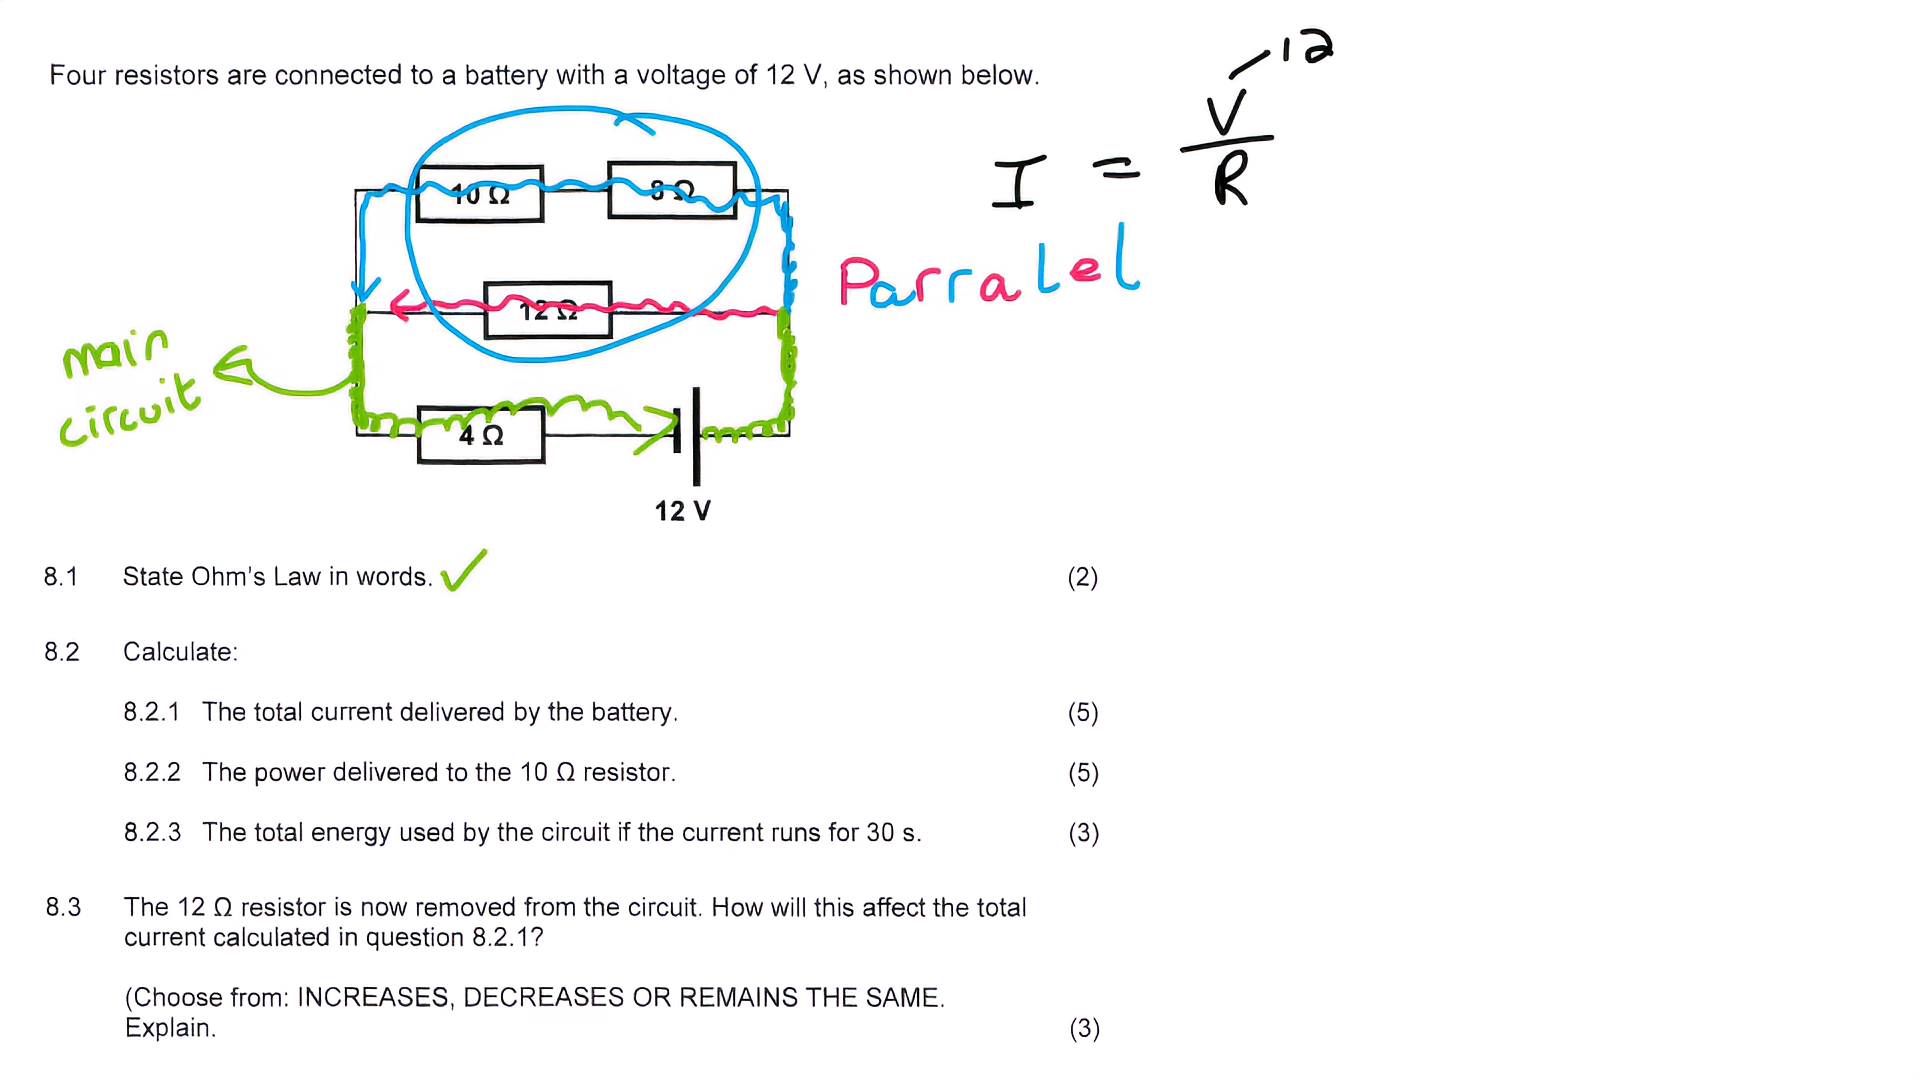 Four resistors are connected to a battery with a voltage of 12 V, as shown below.
12
V
I = 
R
10 Ω
8 Ω
Parralel
12 Ω
main
circuit
4 Ω
12 V
8.1 State Ohm's Law in words. (2)
8.2 Calculate:
8.2.1 The total current delivered by the battery. (5)
8.2.2 The power delivered to the 10 Ω resistor. (5)
8.2.3 The total energy used by the circuit if the current runs for 30 s. (3)
8.3 The 12 Ω resistor is now removed from the circuit. How will this affect the total
current calculated in question 8.2.1?
(Choose from: INCREASES, DECREASES OR REMAINS THE SAME.
Explain. (3)